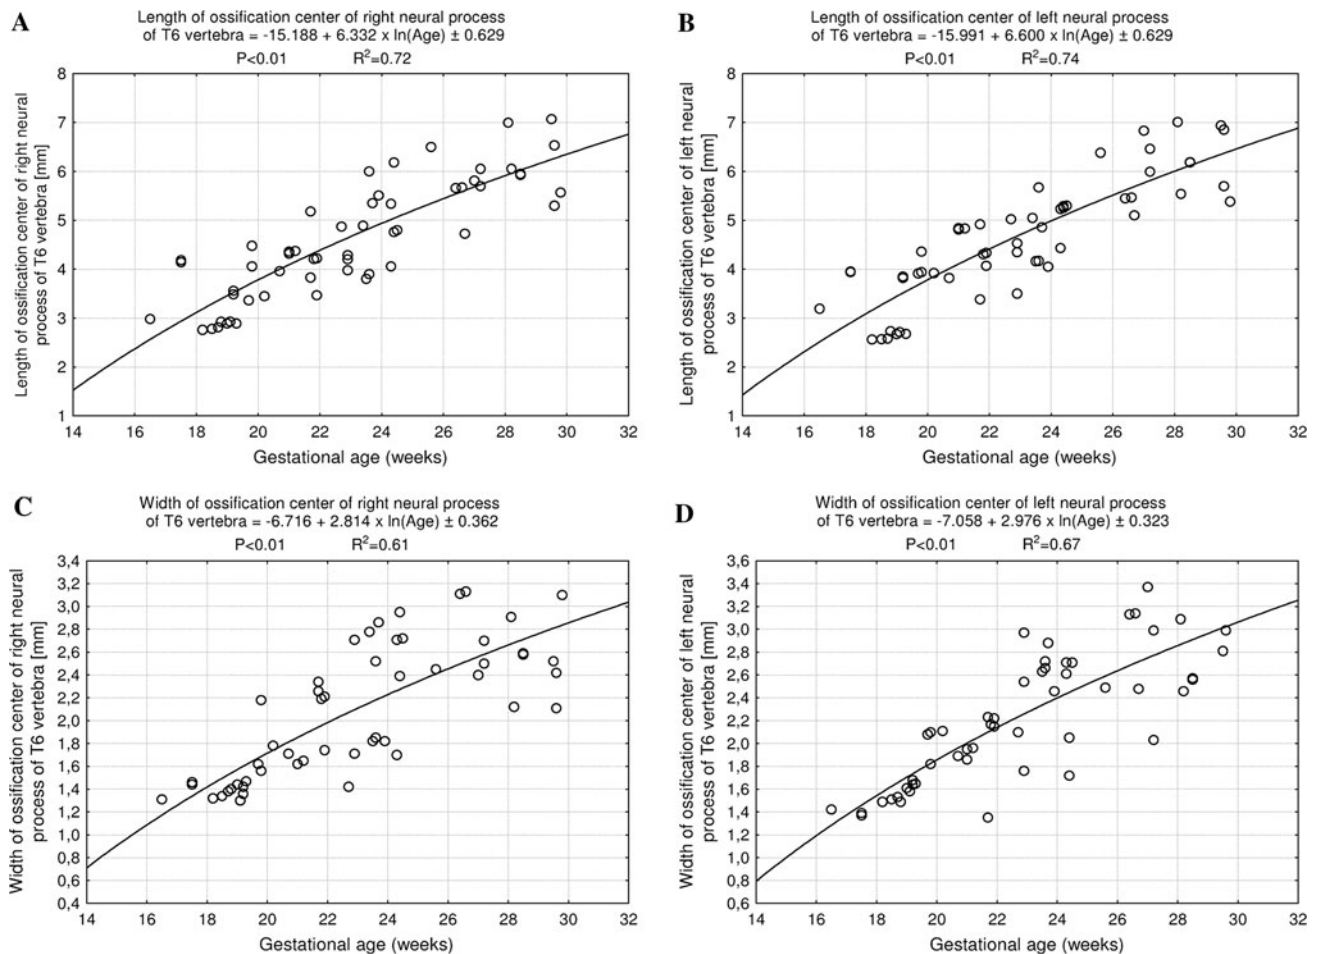 A
Length of ossification center of right neural process
of T6 vertebra = -15.188 + 6.332 x ln(Age) ± 0.629
P<0.01 R²=0.72
Length of ossification center of right neural
process of T6 vertebra [mm]
8
7
6
5
4
3
2
1
14 16 18 20 22 24 26 28 30 32
Gestational age (weeks)
B
Length of ossification center of left neural process
of T6 vertebra = -15.991 + 6.600 x ln(Age) ± 0.629
P<0.01 R²=0.74
Length of ossification center of left neural
process of T6 vertebra [mm]
8
7
6
5
4
3
2
1
14 16 18 20 22 24 26 28 30 32
Gestational age (weeks)
C
Width of ossification center of right neural process
of T6 vertebra = -6.716 + 2.814 x ln(Age) ± 0.362
P<0.01 R²=0.61
Width of ossification center of right neural
process of T6 vertebra [mm]
3,4
3,2
3,0
2,8
2,6
2,4
2,2
2,0
1,8
1,6
1,4
1,2
1,0
0,8
0,6
0,4
14 16 18 20 22 24 26 28 30 32
Gestational age (weeks)
D
Width of ossification center of left neural process
of T6 vertebra = -7.058 + 2.976 x ln(Age) ± 0.323
P<0.01 R²=0.67
Width of ossification center of left neural
process of T6 vertebra [mm]
3,6
3,4
3,2
3,0
2,8
2,6
2,4
2,2
2,0
1,8
1,6
1,4
1,2
1,0
0,8
0,6
14 16 18 20 22 24 26 28 30 32
Gestational age (weeks)